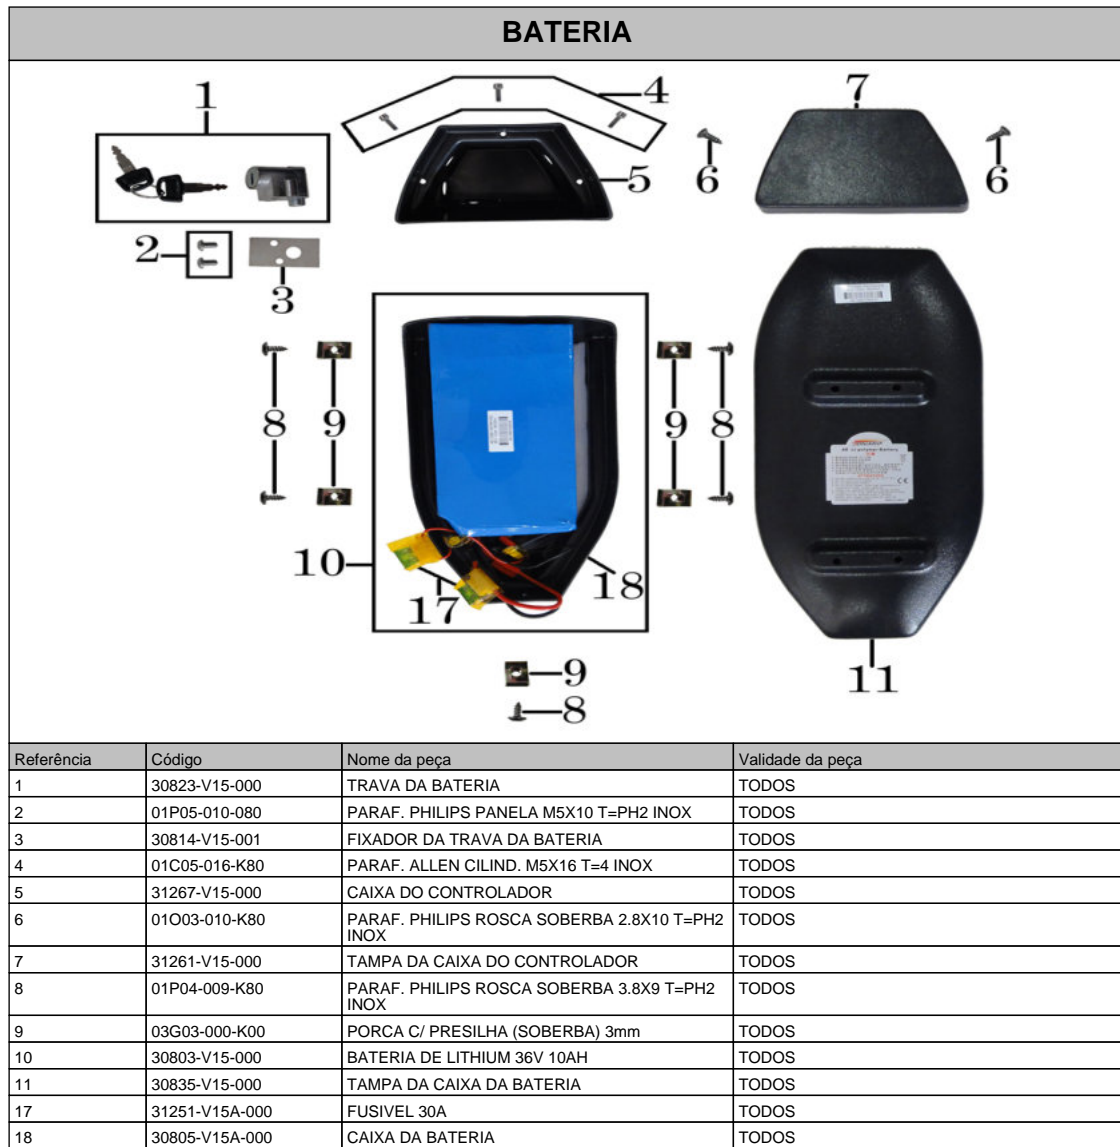 BATERIA
1
4
7
5
6
6
2
3
8
9
9
8
10
17
18
11
9
8
Li-polymer Battery
CE
Referência Código Nome da peça Validade da peça
1 30823-V15-000 TRAVA DA BATERIA TODOS
2 01P05-010-080 PARAF. PHILIPS PANELA M5X10 T=PH2 INOX TODOS
3 30814-V15-001 FIXADOR DA TRAVA DA BATERIA TODOS
4 01C05-016-K80 PARAF. ALLEN CILIND. M5X16 T=4 INOX TODOS
5 31267-V15-000 CAIXA DO CONTROLADOR TODOS
6 01O03-010-K80 PARAF. PHILIPS ROSCA SOBERBA 2.8X10 T=PH2 TODOS
INOX
7 31261-V15-000 TAMPA DA CAIXA DO CONTROLADOR TODOS
8 01P04-009-K80 PARAF. PHILIPS ROSCA SOBERBA 3.8X9 T=PH2 TODOS
INOX
9 03G03-000-K00 PORCA C/ PRESILHA (SOBERBA) 3mm TODOS
10 30803-V15-000 BATERIA DE LITHIUM 36V 10AH TODOS
11 30835-V15-000 TAMPA DA CAIXA DA BATERIA TODOS
17 31251-V15A-000 FUSIVEL 30A TODOS
18 30805-V15A-000 CAIXA DA BATERIA TODOS